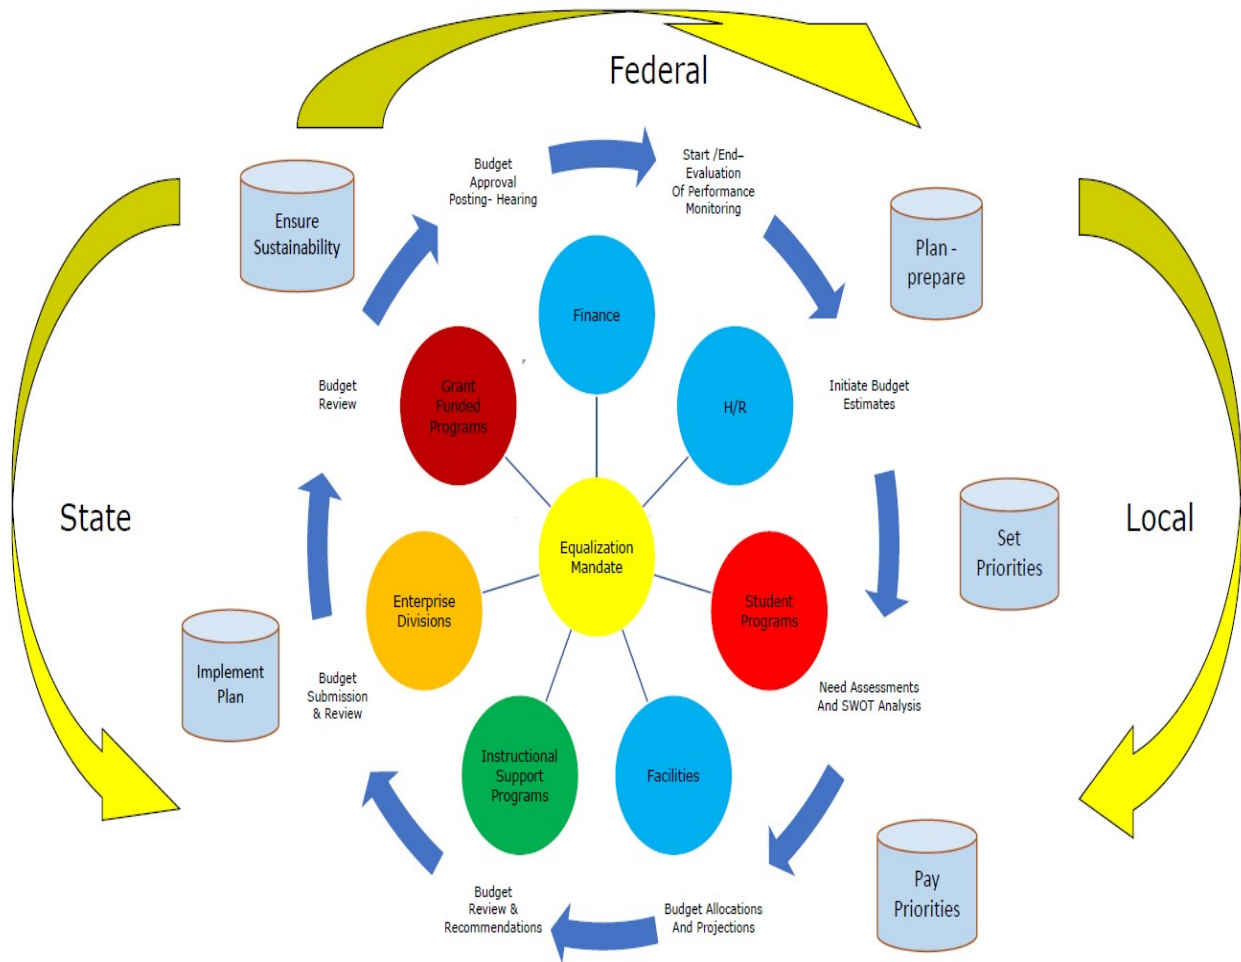 Federal
Budget
Approval
Posting- Hearing
Start /End–
Evaluation
Of Performance
Monitoring
Ensure
Sustainability
Plan -
prepare
Finance
Budget
Review
Grant
Funded
Programs
H/R
Initiate Budget
Estimates
State
Local
Equalization
Mandate
Set
Priorities
Enterprise
Divisions
Student
Programs
Implement
Plan
Budget
Submission
& Review
Need Assessments
And SWOT Analysis
Instructional
Support
Programs
Facilities
Pay
Priorities
Budget
Review &
Recommendations
Budget Allocations
And Projections